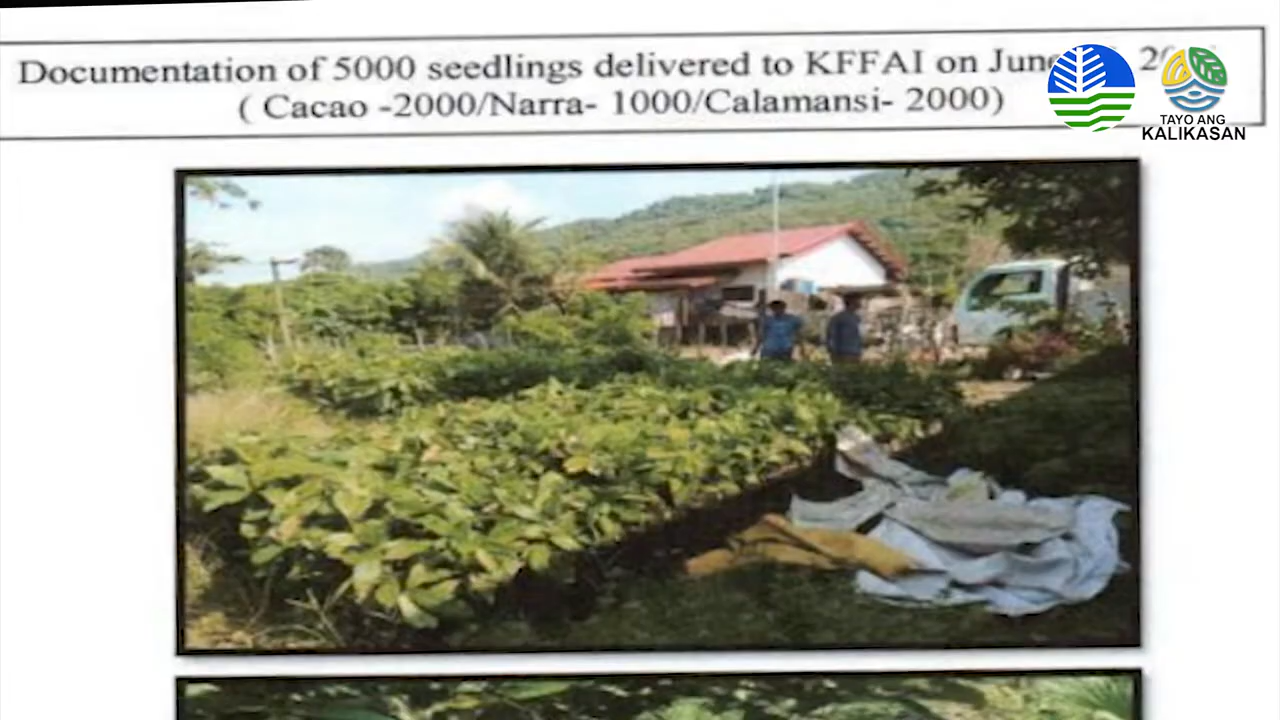 Documentation of 5000 seedlings delivered to KFFAI on
( Cacao -2000/Narra- 1000/Calamansi- 2000)
TAYO ANG
KALIKASAN